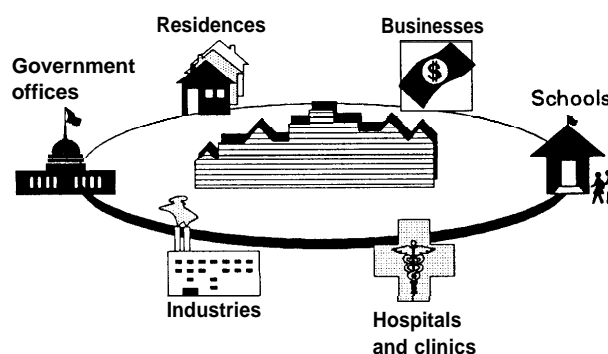 Residences
Businesses
Government
offices
$
Schools
Industries
Hospitals
and clinics